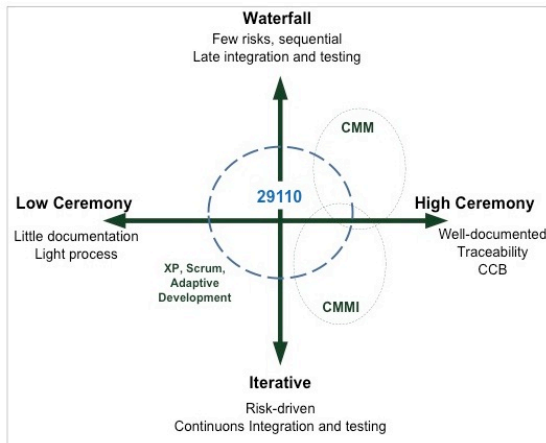 Waterfall
Few risks, sequential
Late integration and testing
CMM
29110
Low Ceremony
Little documentation
Light process
High Ceremony
Well-documented
Traceability
CCB
XP, Scrum,
Adaptive
Development
CMMI
Iterative
Risk-driven
Continuons Integration and testing